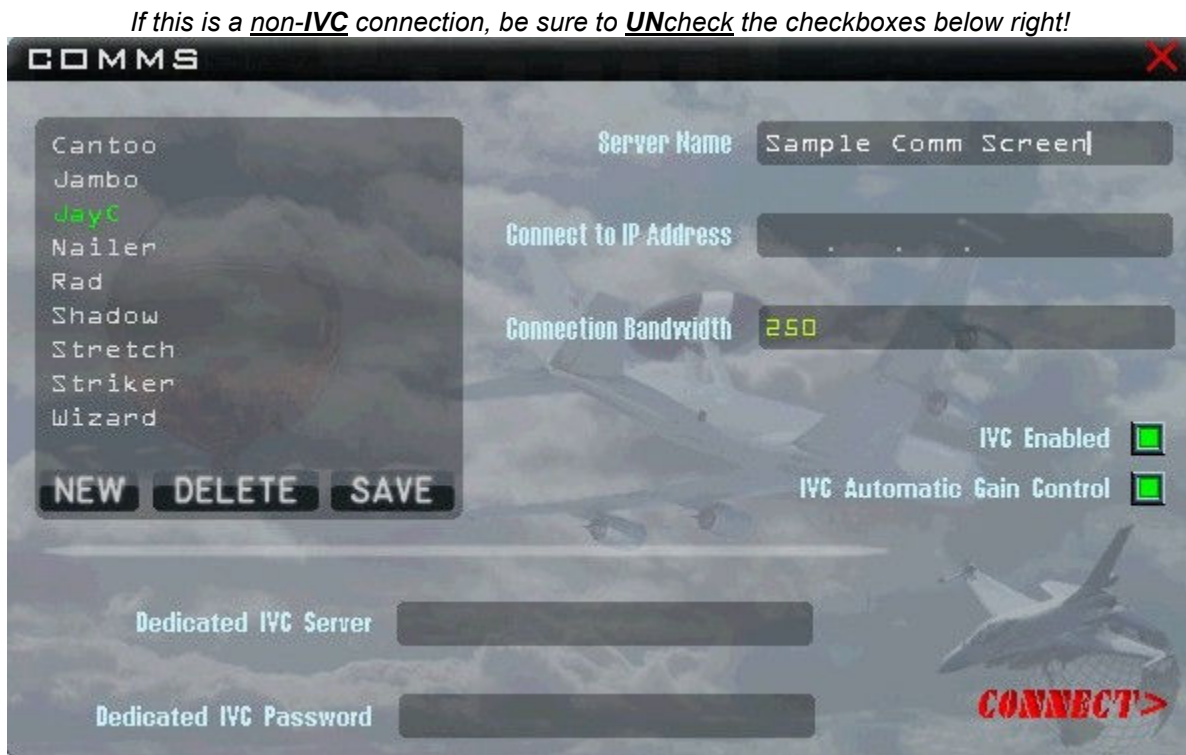 If this is a non-IVC connection, be sure to UNcheck the checkboxes below right!
COMMS
Cantoo
Jambo
JayC
Nailer
Rad
Shadow
Stretch
Striker
Wizard
NEW DELETE SAVE
Server Name Sample Comm Screen
Connect to IP Address . . .
Connection Bandwidth 250
IVC Enabled
IVC Automatic Gain Control
Dedicated IVC Server
Dedicated IVC Password
CONNECT>